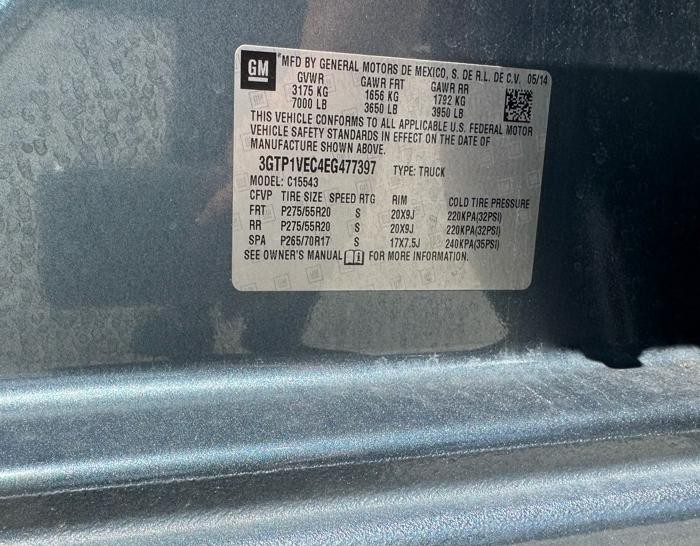 GM MFD BY GENERAL MOTORS DE MEXICO, S. DE R.L. DE C.V. 05/14
GVWR GAWR FRT GAWR RR
3175 KG 1656 KG 1792 KG
7000 LB 3650 LB 3950 LB
THIS VEHICLE CONFORMS TO ALL APPLICABLE U.S. FEDERAL MOTOR
VEHICLE SAFETY STANDARDS IN EFFECT ON THE DATE OF
MANUFACTURE SHOWN ABOVE.
3GTP1VEC4EG477397 TYPE: TRUCK
MODEL: C15543
CFVP TIRE SIZE SPEED RTG RIM COLD TIRE PRESSURE
FRT P275/55R20 S 20X9J 220KPA(32PSI)
RR P275/55R20 S 20X9J 220KPA(32PSI)
SPA P265/70R17 S 17X7.5J 240KPA(35PSI)
SEE OWNER'S MANUAL FOR MORE INFORMATION.